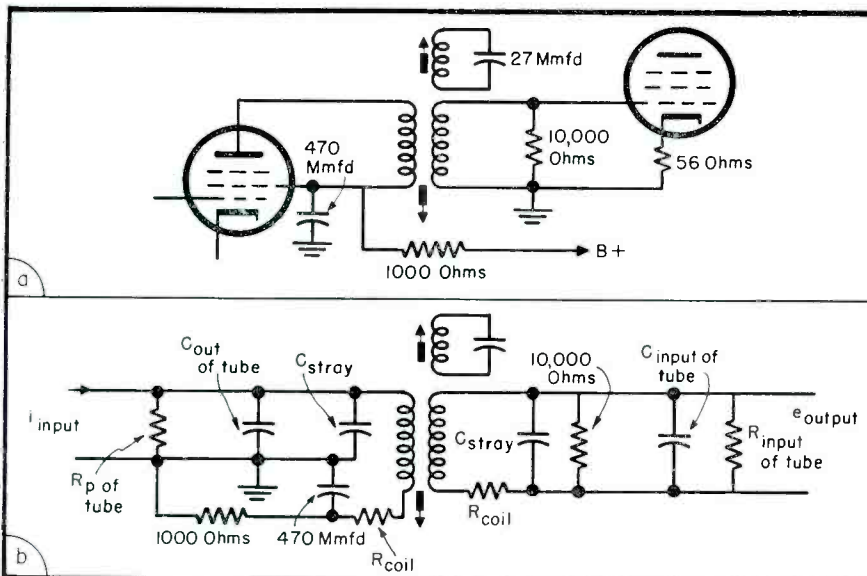 27 Mmfd
470
Mmfd
10,000
Ohms
56 Ohms
B+
1000 Ohms
a
C out
of tube
C stray
10,000
Ohms
C input of
tube
i input
e output
R p of
tube
C stray
R input
of tube
R coil
1000 Ohms
470 Mmfd
R coil
b